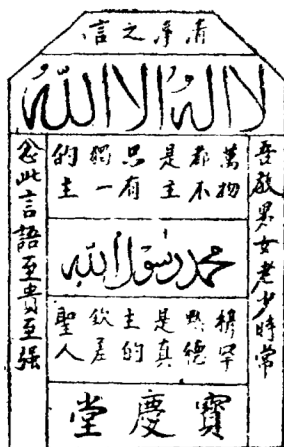 清净之言
لا اله الا الله
吾教男女老少時常
萬物
都不
是主
只有
獨一
的主
محمد رسول الله
穆罕
默德
是真
主的
欽差
聖人
念此言語至貴至强
寶慶堂